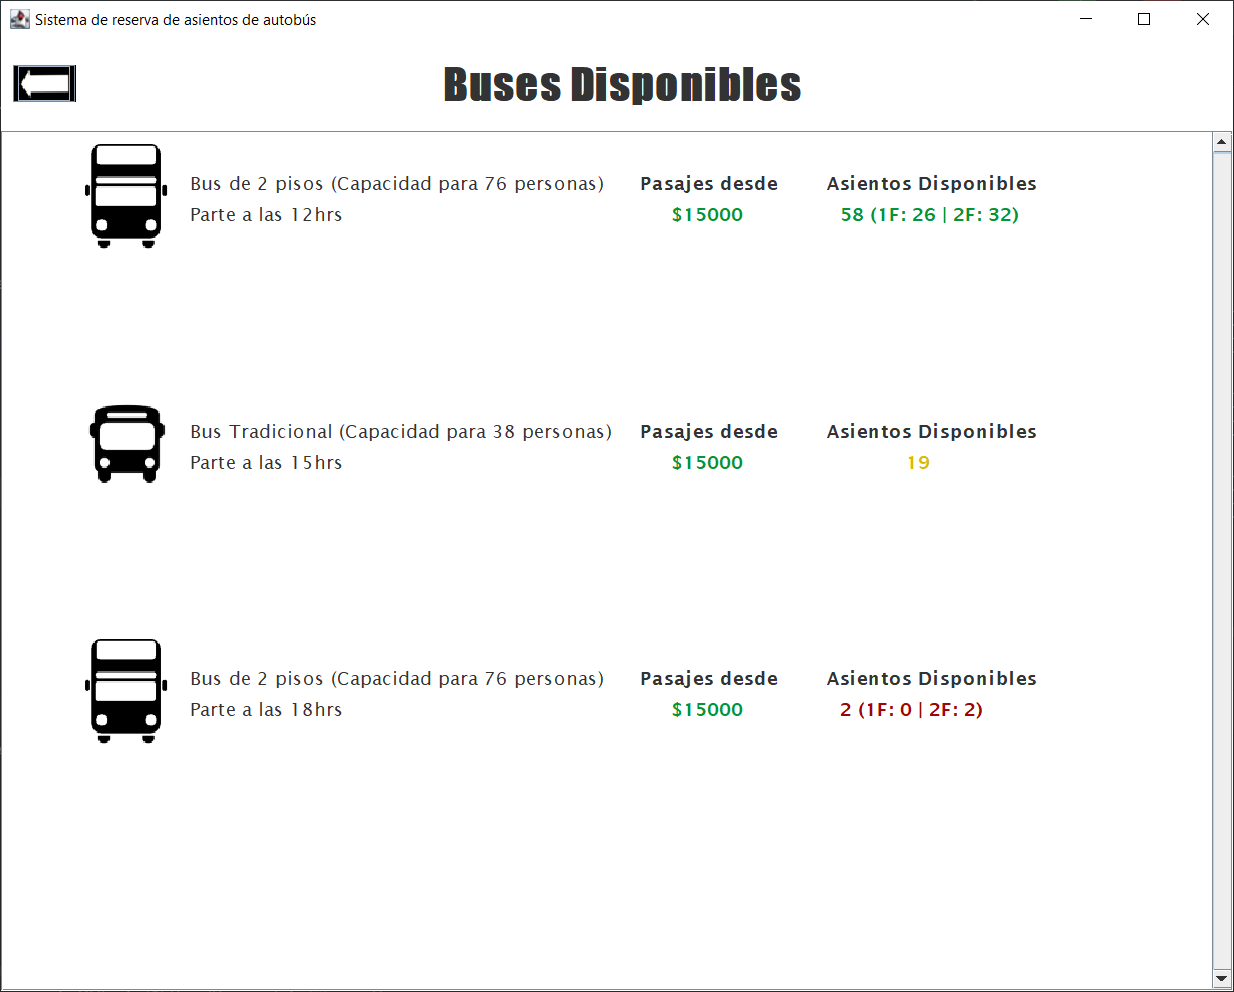 Sistema de reserva de asientos de autobús
Buses Disponibles
Bus de 2 pisos (Capacidad para 76 personas)
Parte a las 12hrs
Pasajes desde
$15000
Asientos Disponibles
58 (1F: 26 | 2F: 32)
Bus Tradicional (Capacidad para 38 personas)
Parte a las 15hrs
Pasajes desde
$15000
Asientos Disponibles
19
Bus de 2 pisos (Capacidad para 76 personas)
Parte a las 18hrs
Pasajes desde
$15000
Asientos Disponibles
2 (1F: 0 | 2F: 2)